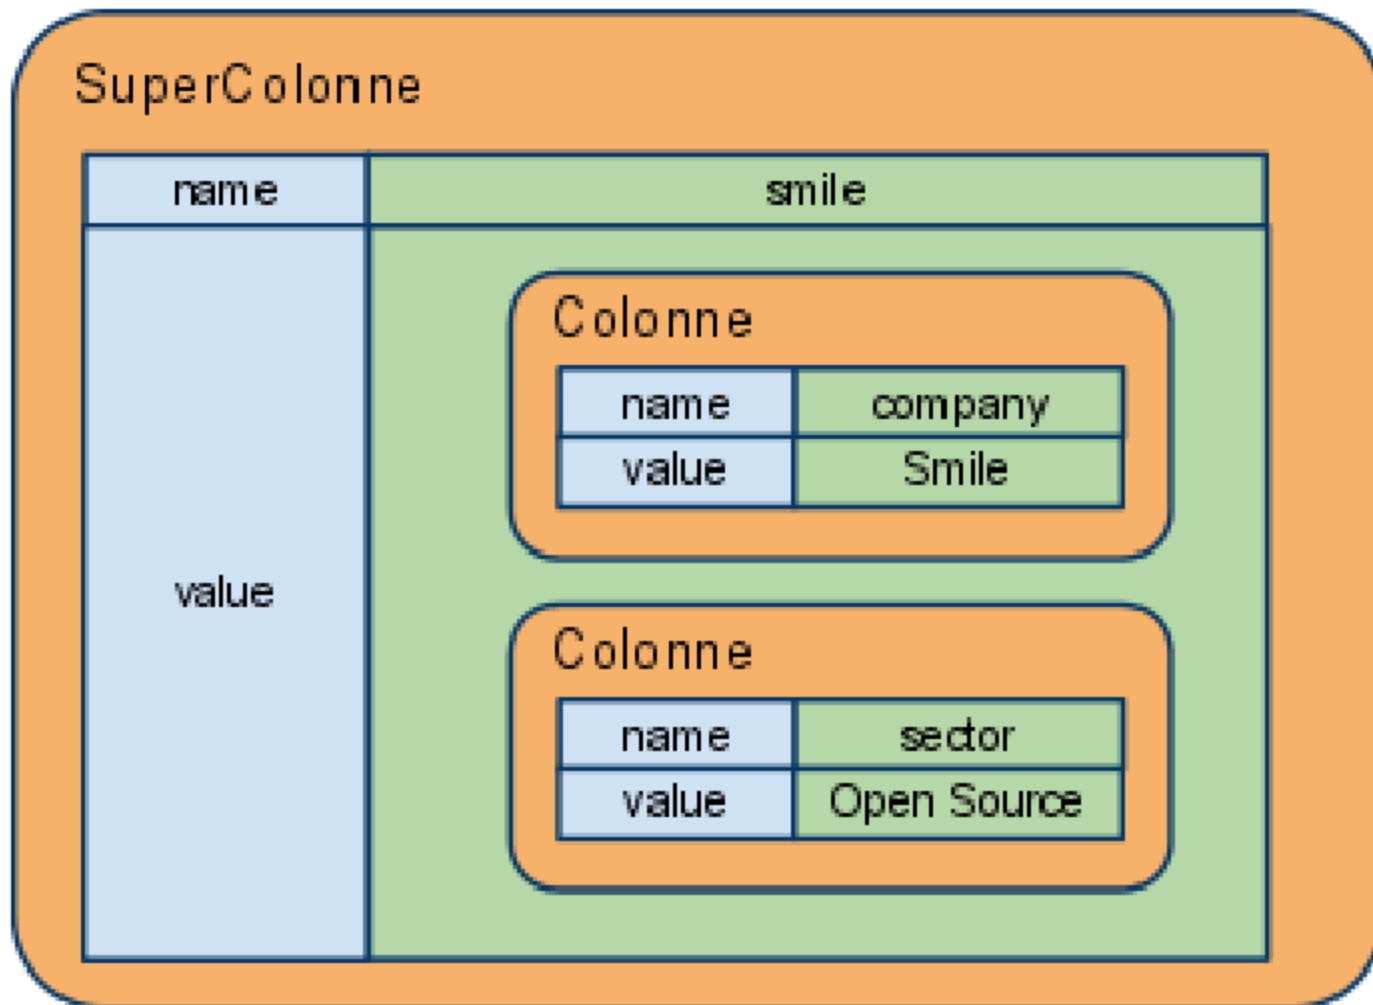 SuperColonne
name smile
value
Colonne
name company
value Smile
Colonne
name sector
value Open Source